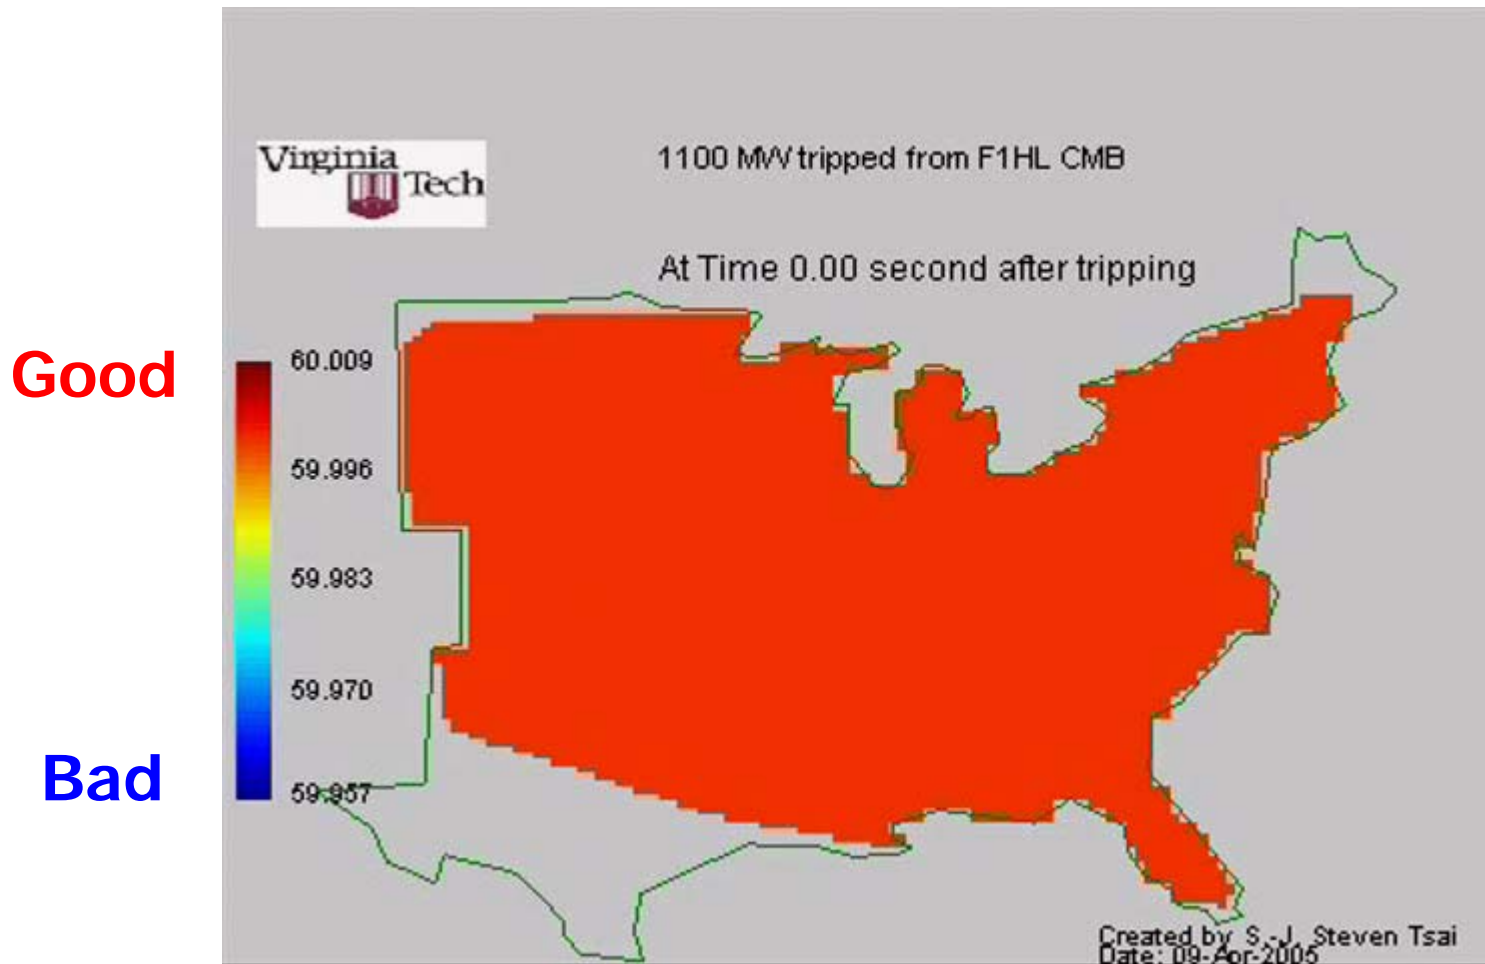 Virginia
Tech
1100 MW tripped from F1HL CMB
At Time 0.00 second after tripping
Good
60.009
59.996
59.983
59.970
Bad
59.957
Created by S.-J. Steven Tsai
Date: 09-Apr-2005